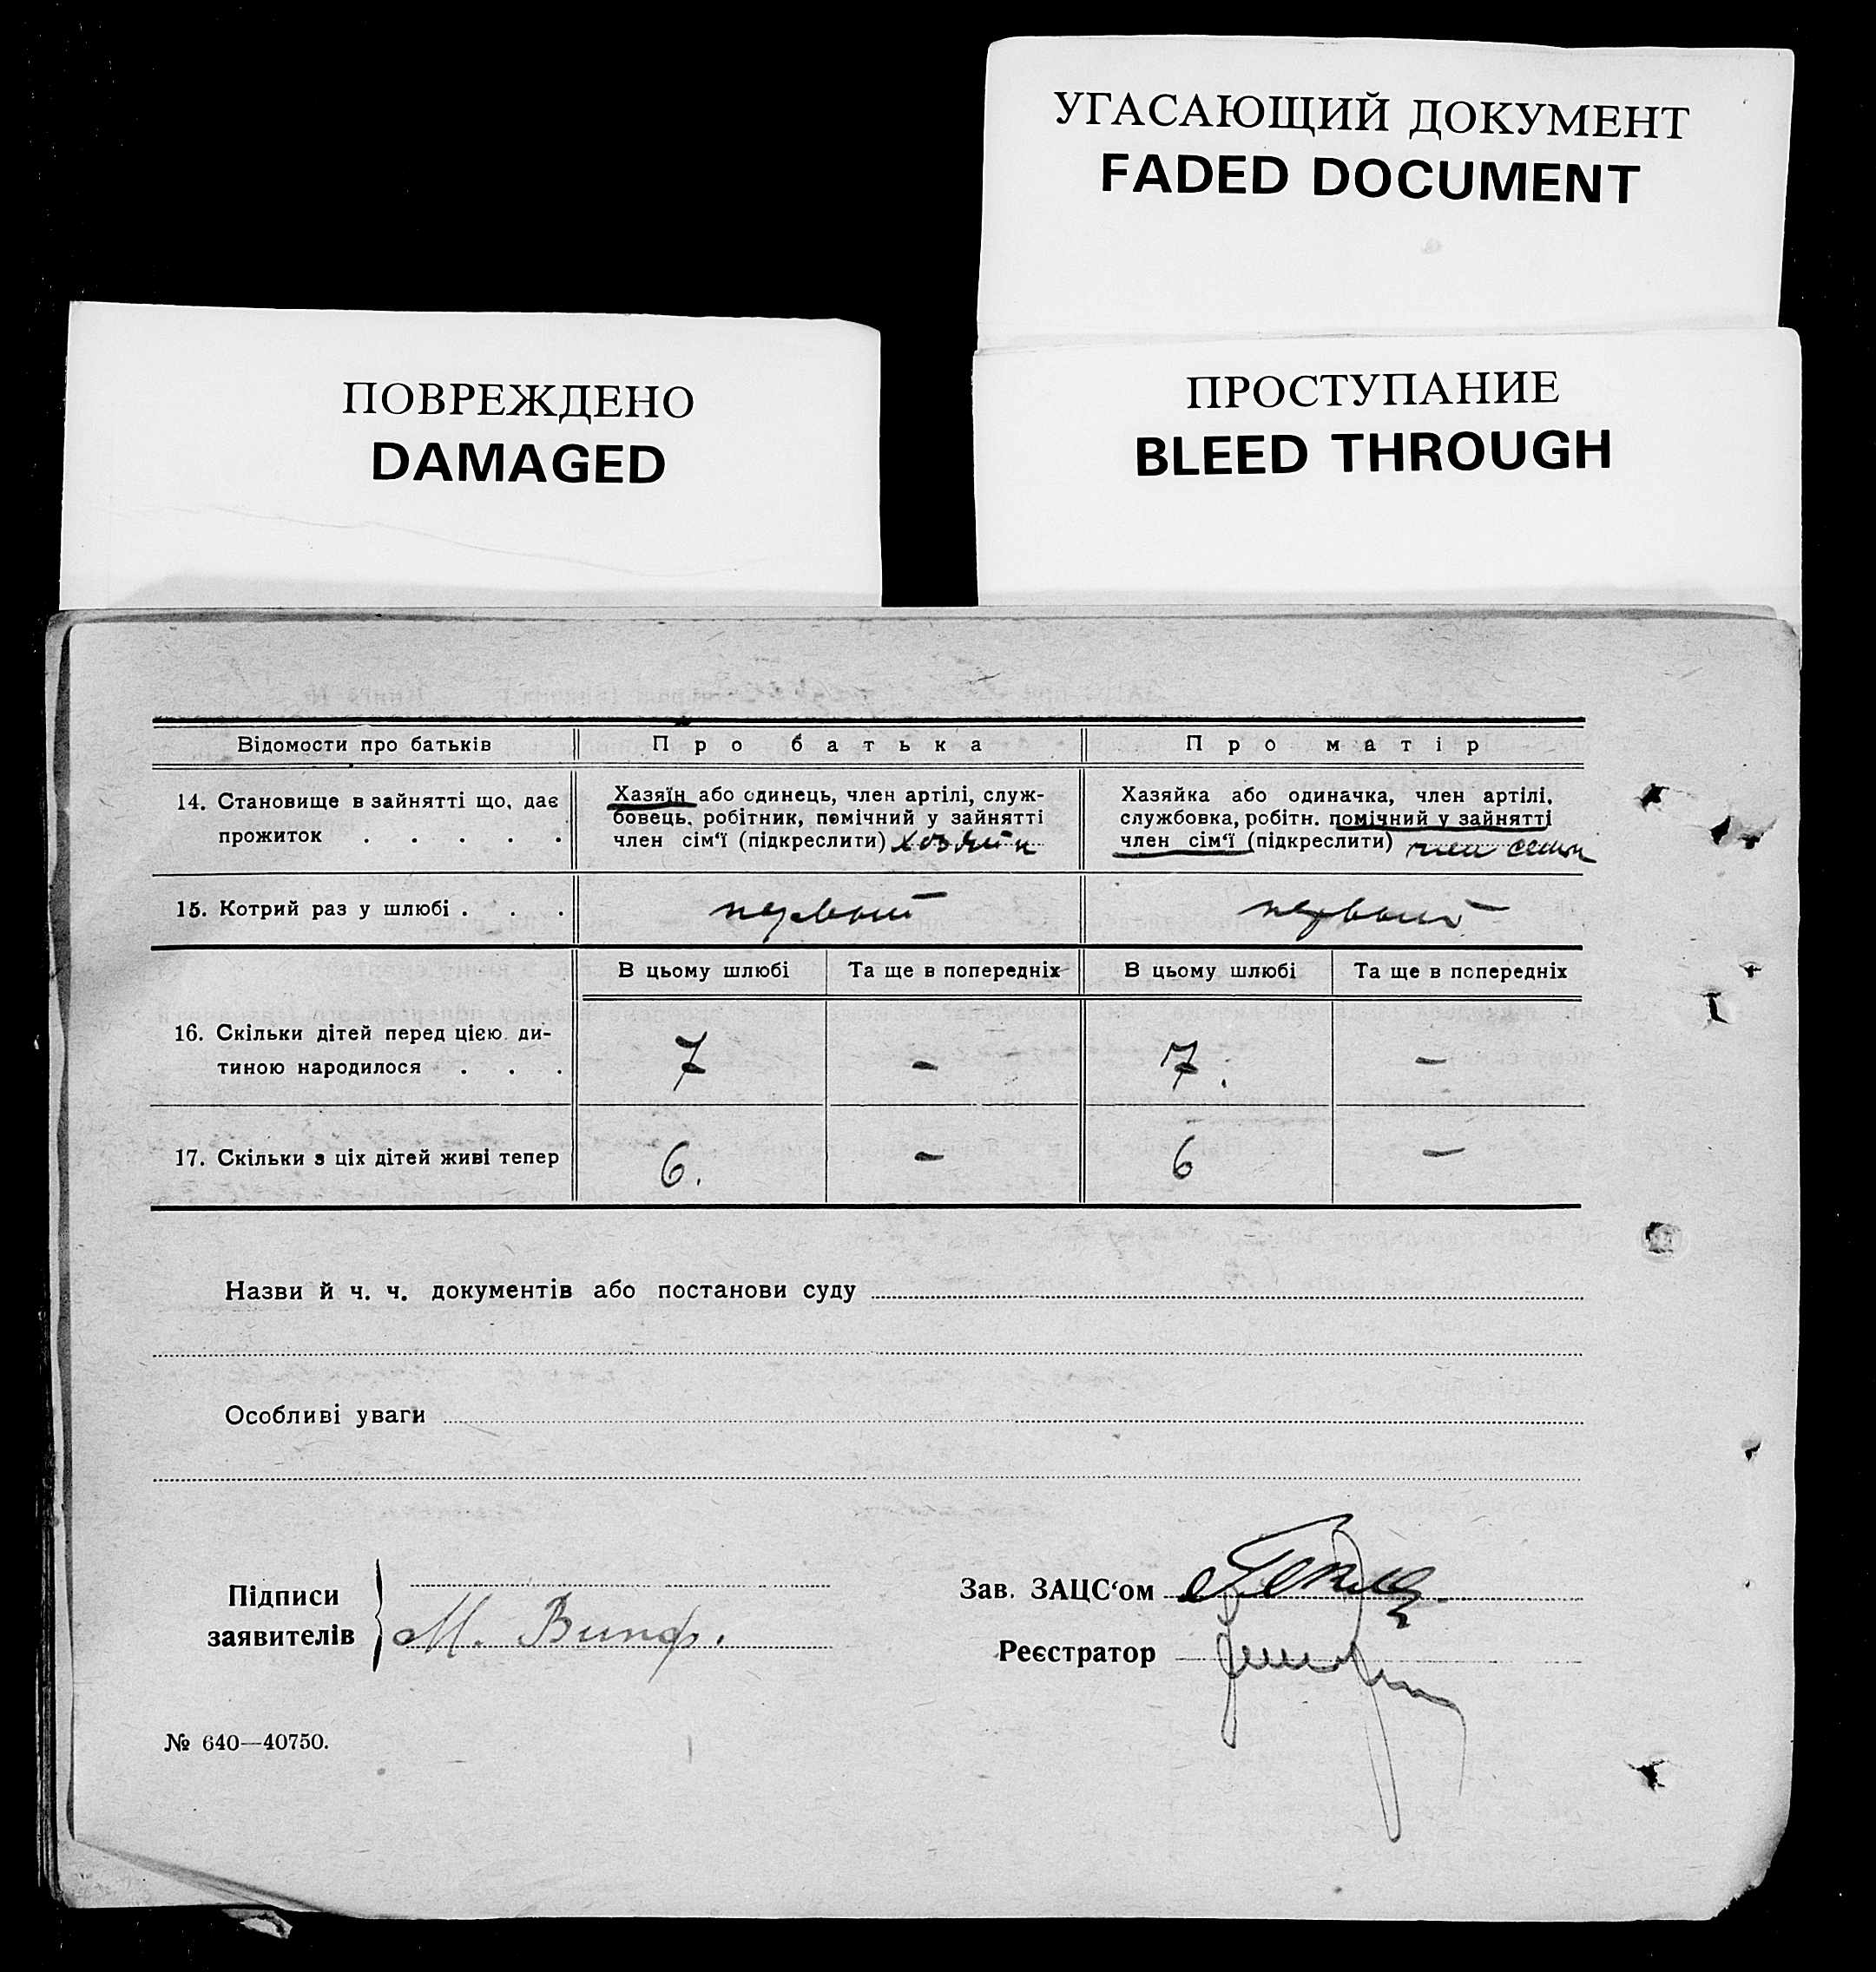 УГАСАЮЩИЙ ДОКУМЕНТ
FADED DOCUMENT
ПОВРЕЖДЕНО
DAMAGED
ПРОСТУПАНИЕ
BLEED THROUGH
Відомости про батьків
Про батька
Про матір
14. Становище в зайнятті що, дає
прожиток . . . . .
Хазяїн або одинець, член артілі, служ-
бовець, робітник, помічний у зайнятті
член сім‘ї (підкреслити) хозяин
Хазяйка або одиначка, член артілі,
службовка, робітн. помічний у зайнятті
член сім‘ї (підкреслити) член семьи
15. Котрий раз у шлюбі . . .
первый
первый
В цьому шлюбі
Та ще в попередніх
В цьому шлюбі
Та ще в попередніх
16. Скільки дітей перед цією ди-
тиною народилося . . .
7
-
7.
-
17. Скільки з ціх дітей живі тепер
6.
-
6
-
Назви й ч. ч. документів або постанови суду
Особливі уваги
Підписи
заявителів
М.
Зав. ЗАЦС‘ом
Реєстратор
№ 640—40750.